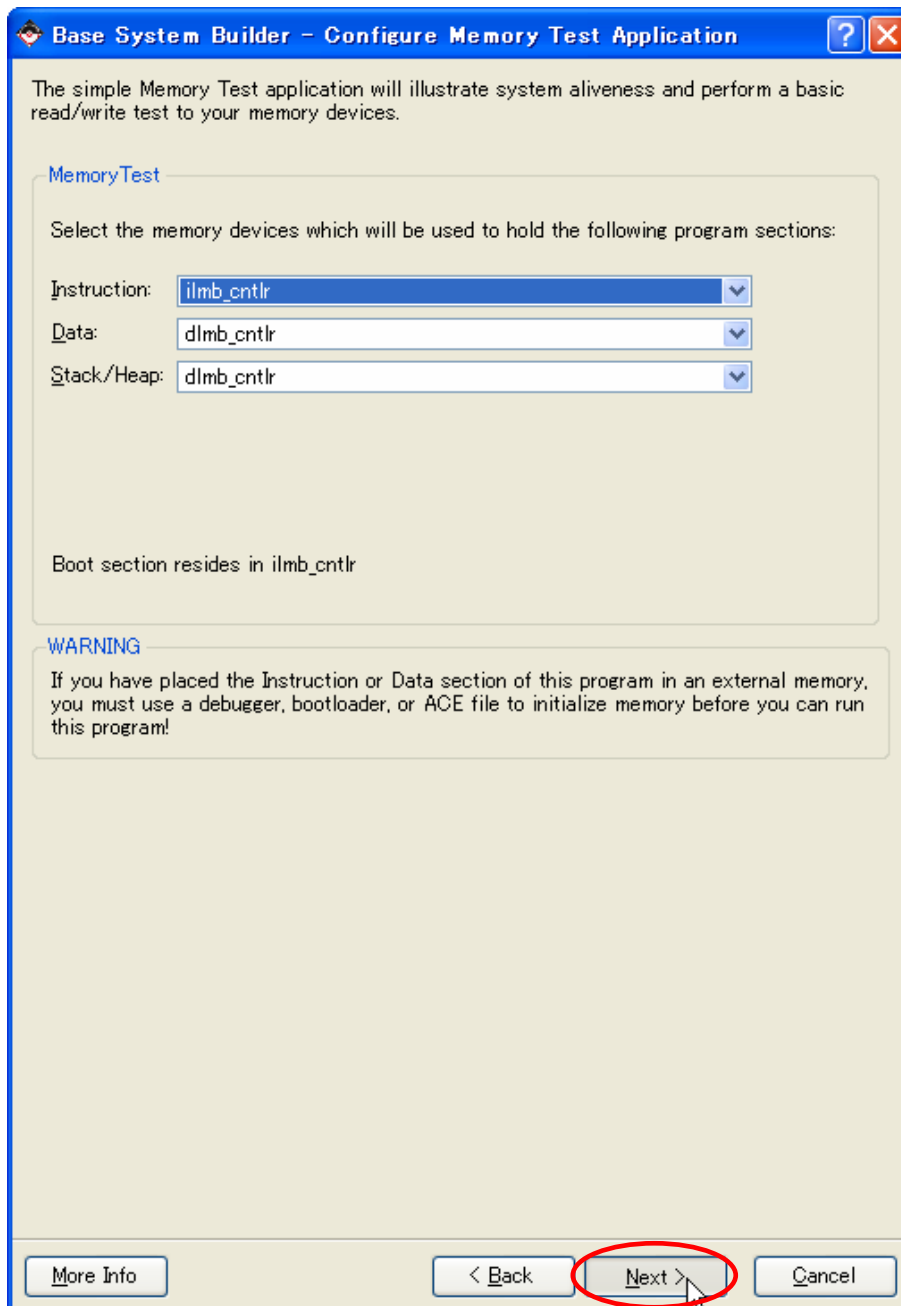 Base System Builder - Configure Memory Test Application
The simple Memory Test application will illustrate system aliveness and perform a basic
read/write test to your memory devices.
MemoryTest
Select the memory devices which will be used to hold the following program sections:
Instruction: ilmb_cntlr
Data: dlmb_cntlr
Stack/Heap: dlmb_cntlr
Boot section resides in ilmb_cntlr
WARNING
If you have placed the Instruction or Data section of this program in an external memory,
you must use a debugger, bootloader, or ACE file to initialize memory before you can run
this program!
More Info < Back Next > Cancel